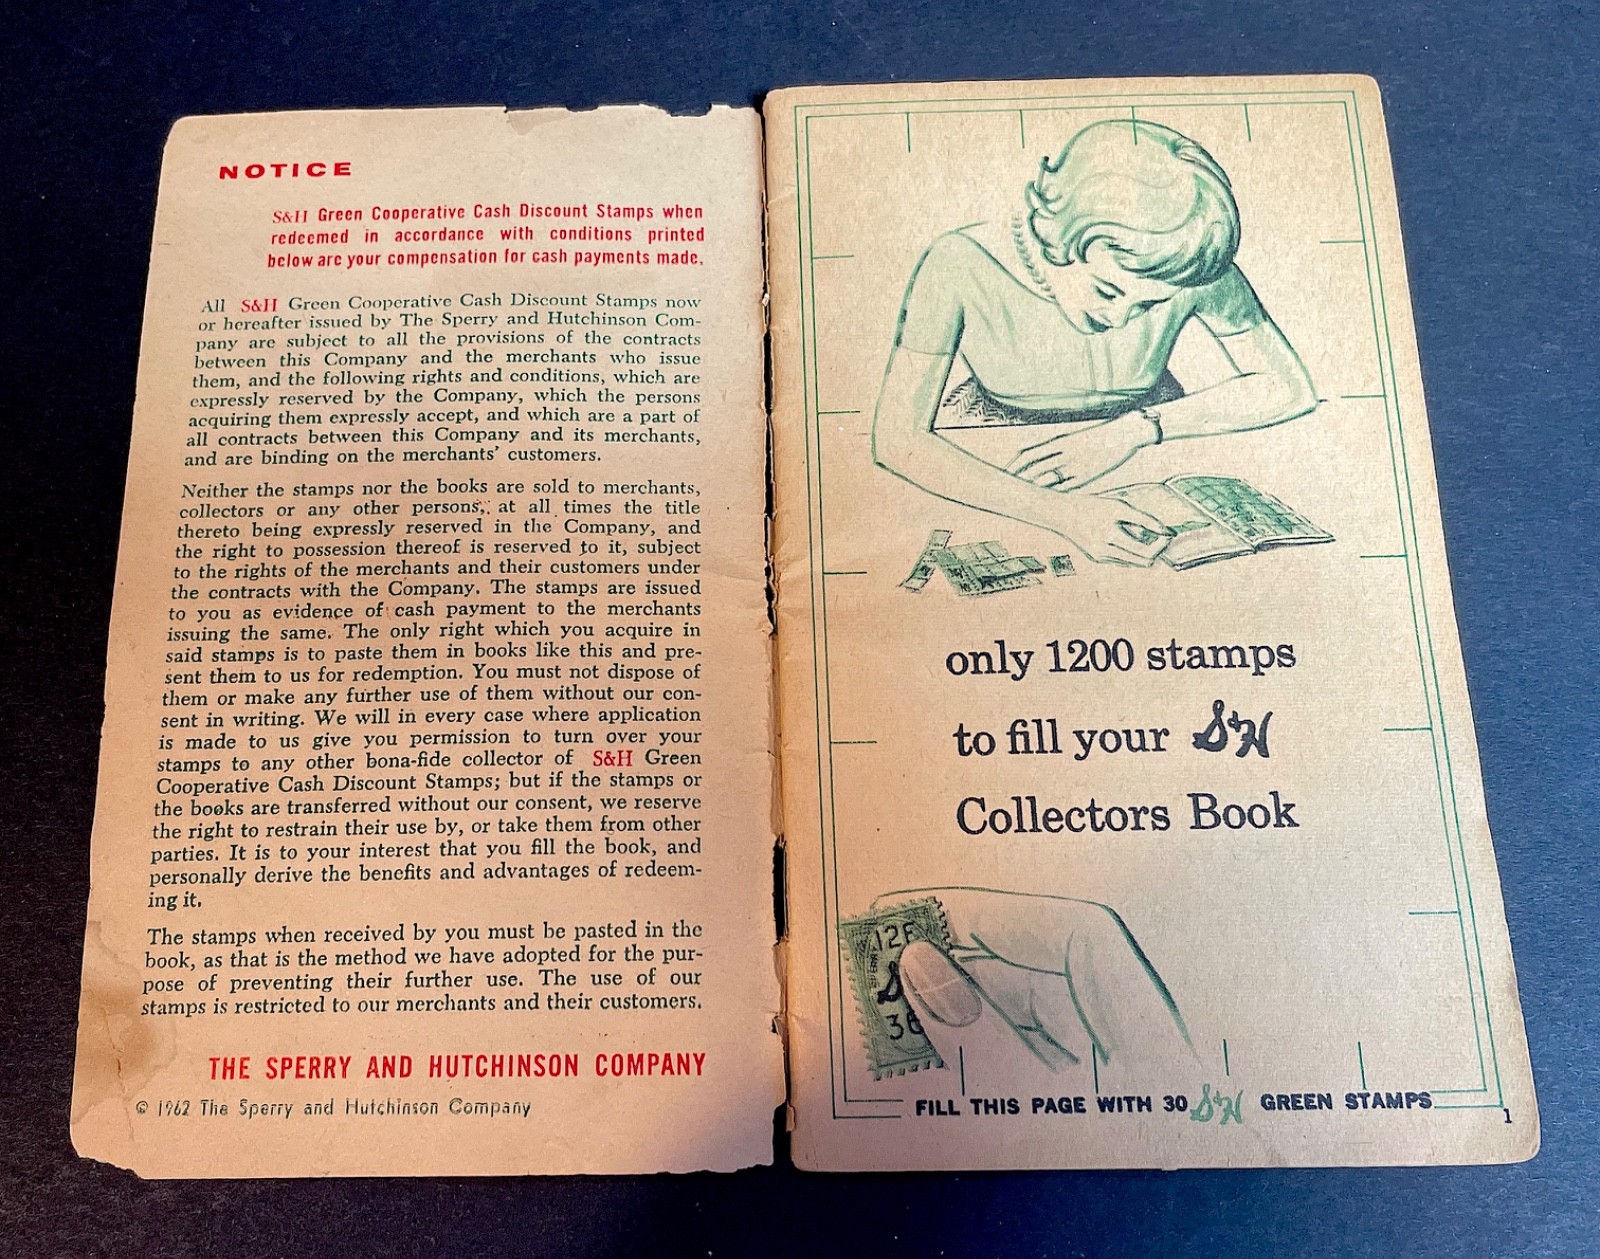 NOTICE
S&H Green Cooperative Cash Discount Stamps when
redeemed in accordance with conditions printed
below are your compensation for cash payments made.
All S&H Green Cooperative Cash Discount Stamps now
or hereafter issued by The Sperry and Hutchinson Com-
pany are subject to all the provisions of the contracts
between this Company and the merchants who issue
them, and the following rights and conditions, which are
expressly reserved by the Company, which the persons
acquiring them expressly accept, and which are a part of
all contracts between this Company and its merchants,
and are binding on the merchants' customers.
Neither the stamps nor the books are sold to merchants,
collectors or any other persons, at all times the title
thereto being expressly reserved in the Company, and
the right to possession thereof is reserved to it, subject
to the rights of the merchants and their customers under
the contracts with the Company. The stamps are issued
to you as evidence of cash payment to the merchants
issuing the same. The only right which you acquire in
said stamps is to paste them in books like this and pre-
sent them to us for redemption. You must not dispose of
them or make any further use of them without our con-
sent in writing. We will in every case where application
is made to us give you permission to turn over your
stamps to any other bona-fide collector of S&H Green
Cooperative Cash Discount Stamps; but if the stamps or
the books are transferred without our consent, we reserve
the right to restrain their use by, or take them from other
parties. It is to your interest that you fill the book, and
personally derive the benefits and advantages of redeem-
ing it.
The stamps when received by you must be pasted in the
book, as that is the method we have adopted for the pur-
pose of preventing their further use. The use of our
stamps is restricted to our merchants and their customers.
THE SPERRY AND HUTCHINSON COMPANY
© 1962 The Sperry and Hutchinson Company
only 1200 stamps
to fill your S&H
Collectors Book
FILL THIS PAGE WITH 30 S&H GREEN STAMPS
1